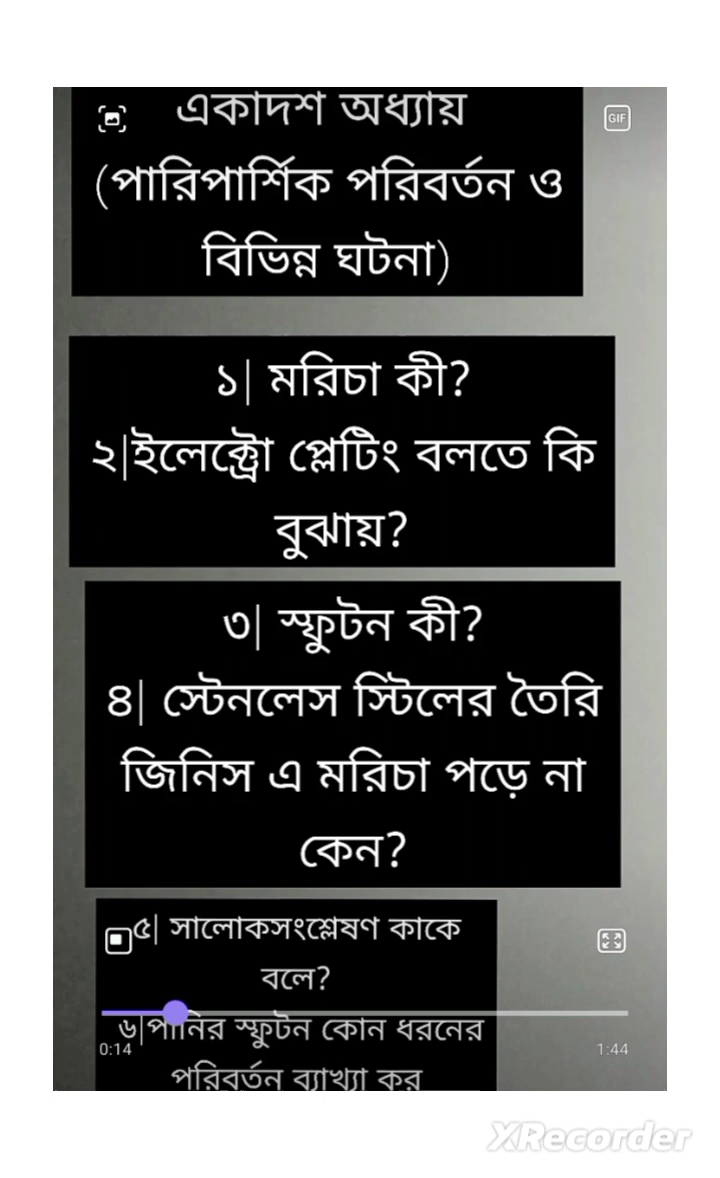 একাদশ অধ্যায়
GIF
(পারিপার্শিক পরিবর্তন ও
বিভিন্ন ঘটনা)
১| মরিচা কী?
২|ইলেক্ট্রো প্লেটিং বলতে কি
বুঝায়?
৩| স্ফুটন কী?
৪| স্টেনলেস স্টিলের তৈরি
জিনিস এ মরিচা পড়ে না
কেন?
৫| সালোকসংশ্লেষণ কাকে
বলে?
৬|পানির স্ফুটন কোন ধরনের
0:14
1:44
পরিবর্তন ব্যাখ্যা কর
XRecorder